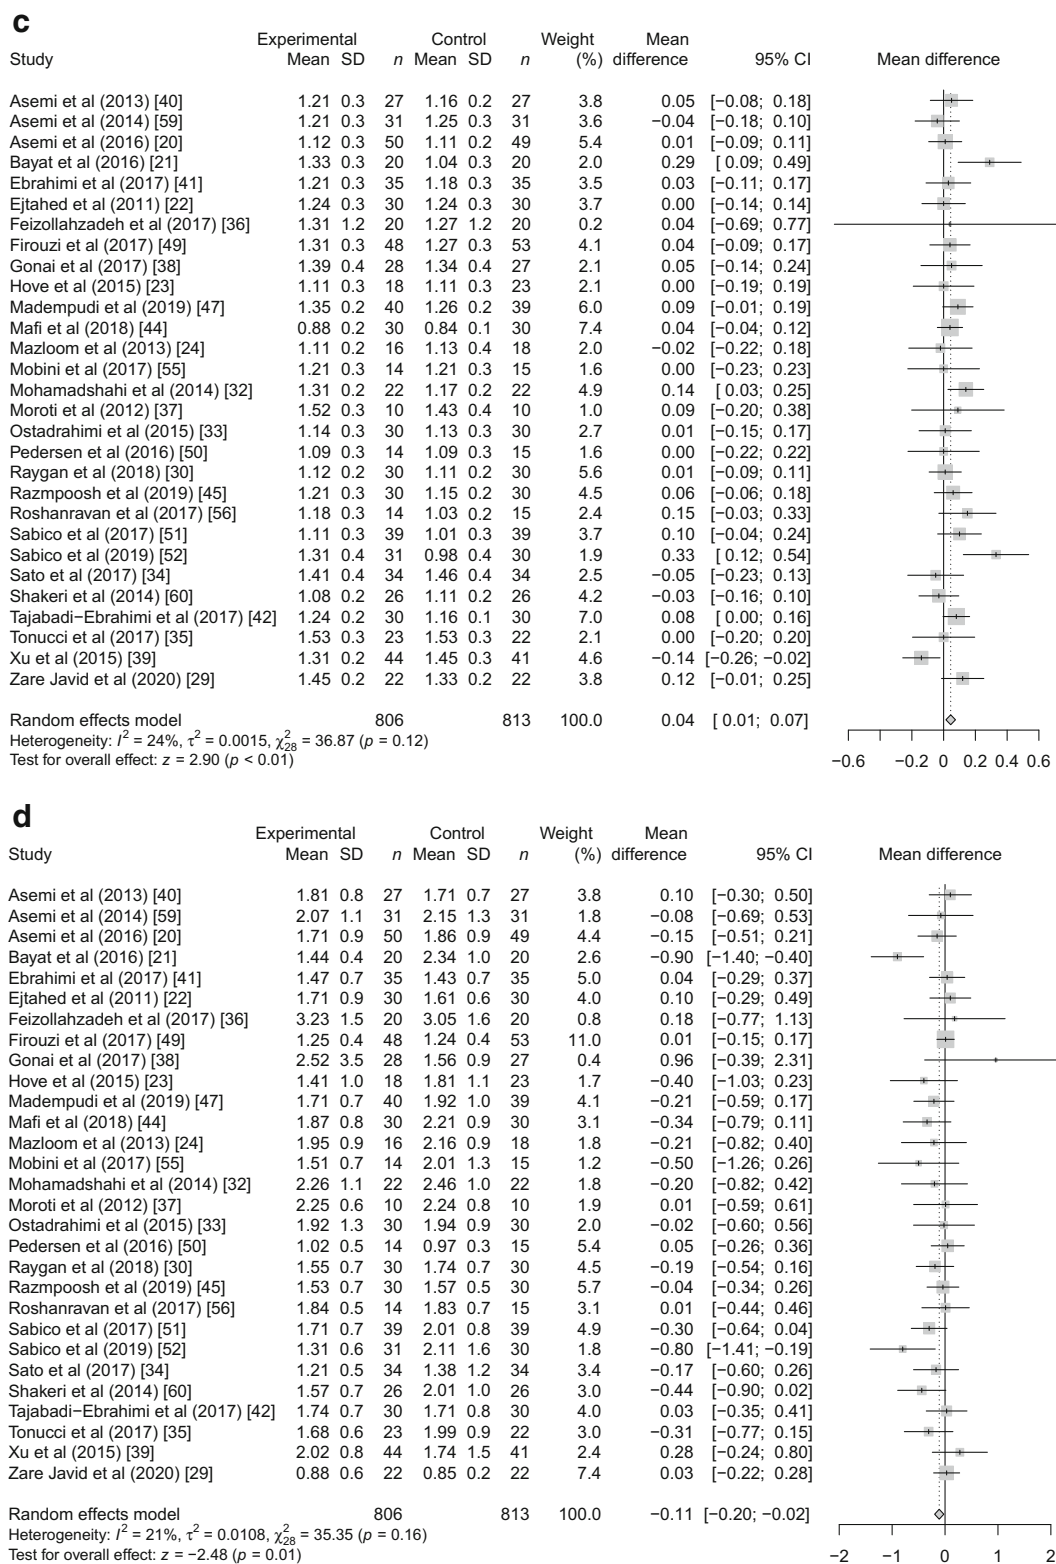 c
Experimental Control Weight Mean
Study Mean SD n Mean SD n (%) difference 95% CI Mean difference
Asemi et al (2013) [40] 1.21 0.3 27 1.16 0.2 27 3.8 0.05 [−0.08; 0.18]
Asemi et al (2014) [59] 1.21 0.3 31 1.25 0.3 31 3.6 −0.04 [−0.18; 0.10]
Asemi et al (2016) [20] 1.12 0.3 50 1.11 0.2 49 5.4 0.01 [−0.09; 0.11]
Bayat et al (2016) [21] 1.33 0.3 20 1.04 0.3 20 2.0 0.29 [ 0.09; 0.49]
Ebrahimi et al (2017) [41] 1.21 0.3 35 1.18 0.3 35 3.5 0.03 [−0.11; 0.17]
Ejtahed et al (2011) [22] 1.24 0.3 30 1.24 0.3 30 3.7 0.00 [−0.14; 0.14]
Feizollahzadeh et al (2017) [36] 1.31 1.2 20 1.27 1.2 20 0.2 0.04 [−0.69; 0.77]
Firouzi et al (2017) [49] 1.31 0.3 48 1.27 0.3 53 4.1 0.04 [−0.09; 0.17]
Gonai et al (2017) [38] 1.39 0.4 28 1.34 0.4 27 2.1 0.05 [−0.14; 0.24]
Hove et al (2015) [23] 1.11 0.3 18 1.11 0.3 23 2.1 0.00 [−0.19; 0.19]
Madempudi et al (2019) [47] 1.35 0.2 40 1.26 0.2 39 6.0 0.09 [−0.01; 0.19]
Mafi et al (2018) [44] 0.88 0.2 30 0.84 0.1 30 7.4 0.04 [−0.04; 0.12]
Mazloom et al (2013) [24] 1.11 0.2 16 1.13 0.4 18 2.0 −0.02 [−0.22; 0.18]
Mobini et al (2017) [55] 1.21 0.3 14 1.21 0.3 15 1.6 0.00 [−0.23; 0.23]
Mohamadshahi et al (2014) [32] 1.31 0.2 22 1.17 0.2 22 4.9 0.14 [ 0.03; 0.25]
Moroti et al (2012) [37] 1.52 0.3 10 1.43 0.4 10 1.0 0.09 [−0.20; 0.38]
Ostadrahimi et al (2015) [33] 1.14 0.3 30 1.13 0.3 30 2.7 0.01 [−0.15; 0.17]
Pedersen et al (2016) [50] 1.09 0.3 14 1.09 0.3 15 1.6 0.00 [−0.22; 0.22]
Raygan et al (2018) [30] 1.12 0.2 30 1.11 0.2 30 5.6 0.01 [−0.09; 0.11]
Razmpoosh et al (2019) [45] 1.21 0.3 30 1.15 0.2 30 4.5 0.06 [−0.06; 0.18]
Roshanravan et al (2017) [56] 1.18 0.3 14 1.03 0.2 15 2.4 0.15 [−0.03; 0.33]
Sabico et al (2017) [51] 1.11 0.3 39 1.01 0.3 39 3.7 0.10 [−0.04; 0.24]
Sabico et al (2019) [52] 1.31 0.4 31 0.98 0.4 30 1.9 0.33 [ 0.12; 0.54]
Sato et al (2017) [34] 1.41 0.4 34 1.46 0.4 34 2.5 −0.05 [−0.23; 0.13]
Shakeri et al (2014) [60] 1.08 0.2 26 1.11 0.2 26 4.2 −0.03 [−0.16; 0.10]
Tajabadi−Ebrahimi et al (2017) [42] 1.24 0.2 30 1.16 0.1 30 7.0 0.08 [ 0.00; 0.16]
Tonucci et al (2017) [35] 1.53 0.3 23 1.53 0.3 22 2.1 0.00 [−0.20; 0.20]
Xu et al (2015) [39] 1.31 0.2 44 1.45 0.3 41 4.6 −0.14 [−0.26; −0.02]
Zare Javid et al (2020) [29] 1.45 0.2 22 1.33 0.2 22 3.8 0.12 [−0.01; 0.25]
Random effects model 806 813 100.0 0.04 [ 0.01; 0.07]
Heterogeneity: I² = 24%, τ² = 0.0015, χ²₂₈ = 36.87 (p = 0.12)
Test for overall effect: z = 2.90 (p < 0.01)
−0.6 −0.2 0 0.2 0.4 0.6
d
Experimental Control Weight Mean
Study Mean SD n Mean SD n (%) difference 95% CI Mean difference
Asemi et al (2013) [40] 1.81 0.8 27 1.71 0.7 27 3.8 0.10 [−0.30; 0.50]
Asemi et al (2014) [59] 2.07 1.1 31 2.15 1.3 31 1.8 −0.08 [−0.69; 0.53]
Asemi et al (2016) [20] 1.71 0.9 50 1.86 0.9 49 4.4 −0.15 [−0.51; 0.21]
Bayat et al (2016) [21] 1.44 0.4 20 2.34 1.0 20 2.6 −0.90 [−1.40; −0.40]
Ebrahimi et al (2017) [41] 1.47 0.7 35 1.43 0.7 35 5.0 0.04 [−0.29; 0.37]
Ejtahed et al (2011) [22] 1.71 0.9 30 1.61 0.6 30 4.0 0.10 [−0.29; 0.49]
Feizollahzadeh et al (2017) [36] 3.23 1.5 20 3.05 1.6 20 0.8 0.18 [−0.77; 1.13]
Firouzi et al (2017) [49] 1.25 0.4 48 1.24 0.4 53 11.0 0.01 [−0.15; 0.17]
Gonai et al (2017) [38] 2.52 3.5 28 1.56 0.9 27 0.4 0.96 [−0.39; 2.31]
Hove et al (2015) [23] 1.41 1.0 18 1.81 1.1 23 1.7 −0.40 [−1.03; 0.23]
Madempudi et al (2019) [47] 1.71 0.7 40 1.92 1.0 39 4.1 −0.21 [−0.59; 0.17]
Mafi et al (2018) [44] 1.87 0.8 30 2.21 0.9 30 3.1 −0.34 [−0.79; 0.11]
Mazloom et al (2013) [24] 1.95 0.9 16 2.16 0.9 18 1.8 −0.21 [−0.82; 0.40]
Mobini et al (2017) [55] 1.51 0.7 14 2.01 1.3 15 1.2 −0.50 [−1.26; 0.26]
Mohamadshahi et al (2014) [32] 2.26 1.1 22 2.46 1.0 22 1.8 −0.20 [−0.82; 0.42]
Moroti et al (2012) [37] 2.25 0.6 10 2.24 0.8 10 1.9 0.01 [−0.59; 0.61]
Ostadrahimi et al (2015) [33] 1.92 1.3 30 1.94 0.9 30 2.0 −0.02 [−0.60; 0.56]
Pedersen et al (2016) [50] 1.02 0.5 14 0.97 0.3 15 5.4 0.05 [−0.26; 0.36]
Raygan et al (2018) [30] 1.55 0.7 30 1.74 0.7 30 4.5 −0.19 [−0.54; 0.16]
Razmpoosh et al (2019) [45] 1.53 0.7 30 1.57 0.5 30 5.7 −0.04 [−0.34; 0.26]
Roshanravan et al (2017) [56] 1.84 0.5 14 1.83 0.7 15 3.1 0.01 [−0.44; 0.46]
Sabico et al (2017) [51] 1.71 0.7 39 2.01 0.8 39 4.9 −0.30 [−0.64; 0.04]
Sabico et al (2019) [52] 1.31 0.6 31 2.11 1.6 30 1.8 −0.80 [−1.41; −0.19]
Sato et al (2017) [34] 1.21 0.5 34 1.38 1.2 34 3.4 −0.17 [−0.60; 0.26]
Shakeri et al (2014) [60] 1.57 0.7 26 2.01 1.0 26 3.0 −0.44 [−0.90; 0.02]
Tajabadi−Ebrahimi et al (2017) [42] 1.74 0.7 30 1.71 0.8 30 4.0 0.03 [−0.35; 0.41]
Tonucci et al (2017) [35] 1.68 0.6 23 1.99 0.9 22 3.0 −0.31 [−0.77; 0.15]
Xu et al (2015) [39] 2.02 0.8 44 1.74 1.5 41 2.4 0.28 [−0.24; 0.80]
Zare Javid et al (2020) [29] 0.88 0.6 22 0.85 0.2 22 7.4 0.03 [−0.22; 0.28]
Random effects model 806 813 100.0 −0.11 [−0.20; −0.02]
Heterogeneity: I² = 21%, τ² = 0.0108, χ²₂₈ = 35.35 (p = 0.16)
Test for overall effect: z = −2.48 (p = 0.01)
−2 −1 0 1 2